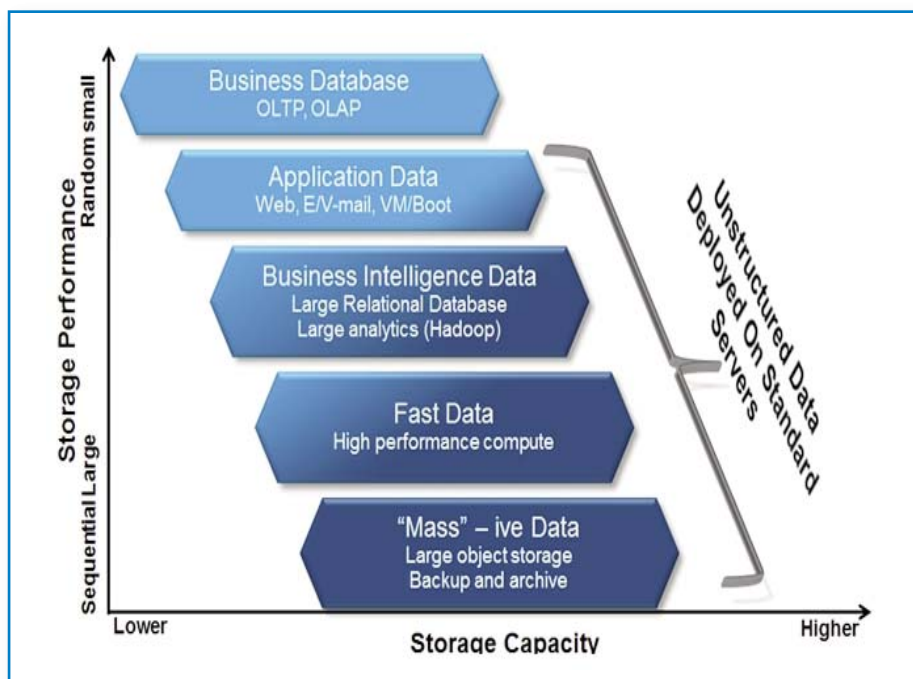 Business Database
OLTP, OLAP
Application Data
Web, E/V-mail, VM/Boot
Business Intelligence Data
Large Relational Database
Large analytics (Hadoop)
Fast Data
High performance compute
“Mass” – ive Data
Large object storage
Backup and archive
Unstructured Data
Deployed On Standard
Servers
Storage Performance
Random small
Sequential Large
Lower
Storage Capacity
Higher